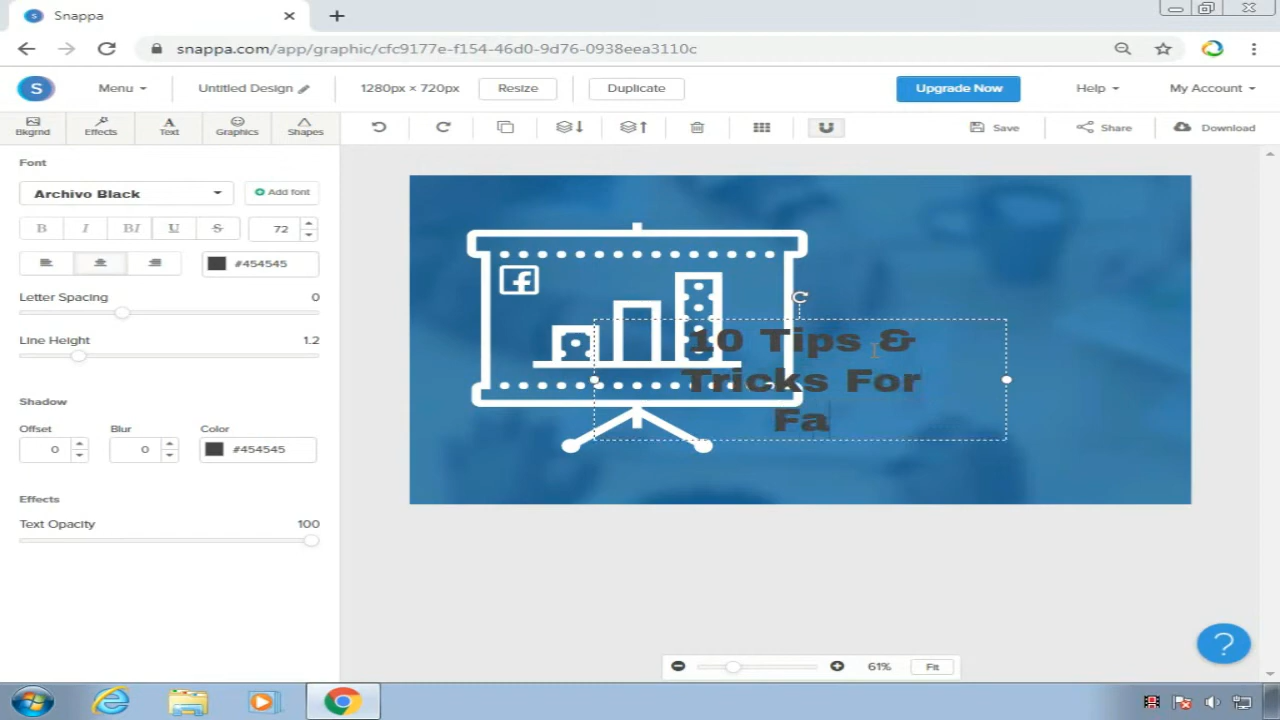 Snappa
snappa.com/app/graphic/cfc9177e-f154-46d0-9d76-0938eea3110c
S Menu Untitled Design 1280px × 720px Resize Duplicate Upgrade Now Help My Account
Bkgrnd Effects Text Graphics Shapes Save Share Download
Font
Archivo Black Add font
B I BI U S 72
#454545
Letter Spacing 0
Line Height 1.2
Shadow
Offset Blur Color
0 0 #454545
Effects
Text Opacity 100
10 Tips &
Tricks For
Fa
61% Fit
?